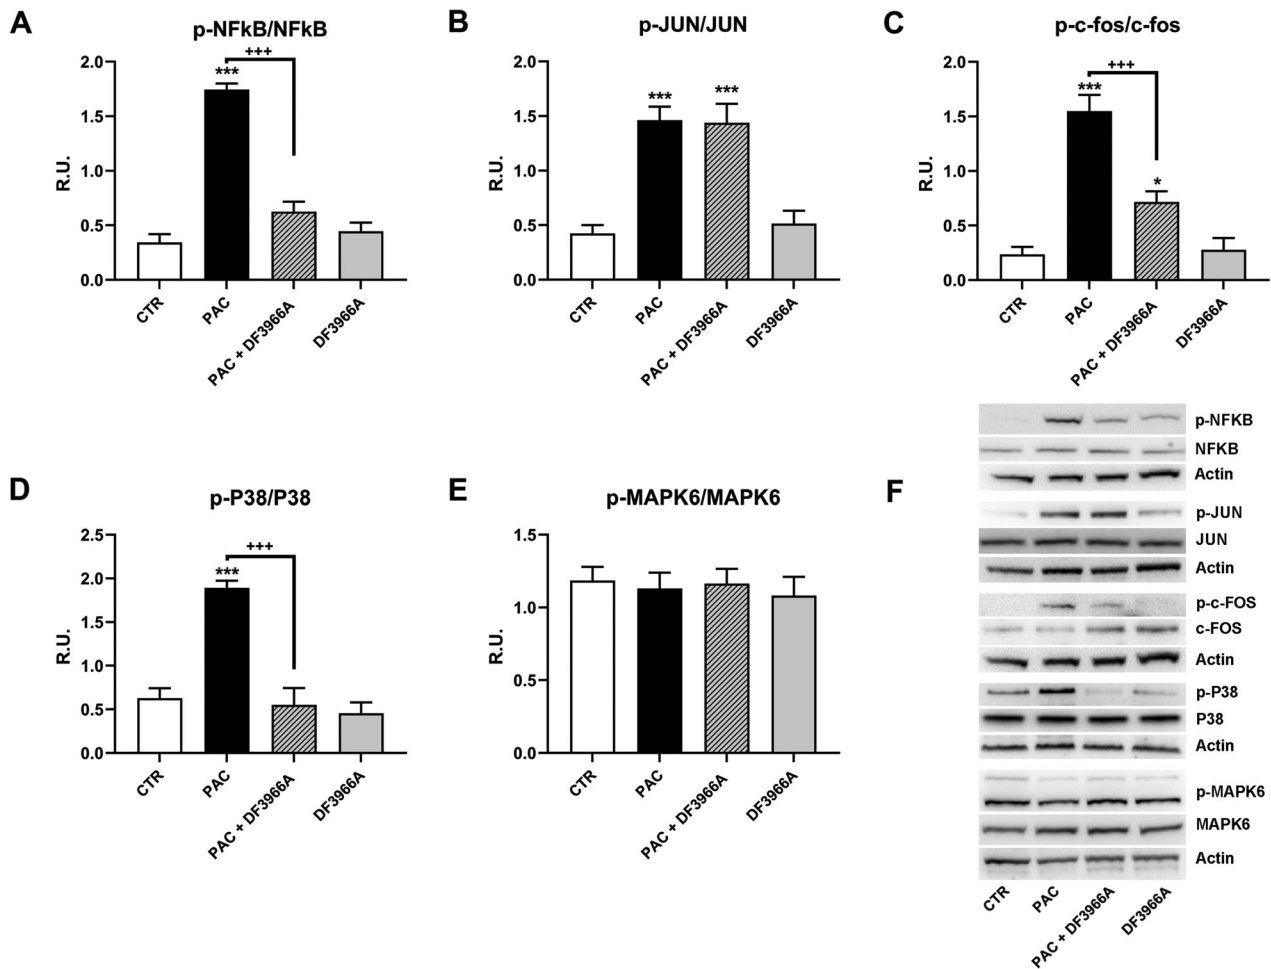 A
p-NFkB/NFkB
+++
***
2.0
1.5
1.0
0.5
0.0
R.U.
CTR
PAC
PAC + DF3966A
DF3966A
B
p-JUN/JUN
***
***
2.0
1.5
1.0
0.5
0.0
R.U.
CTR
PAC
PAC + DF3966A
DF3966A
C
p-c-fos/c-fos
+++
***
*
2.0
1.5
1.0
0.5
0.0
R.U.
CTR
PAC
PAC + DF3966A
DF3966A
D
p-P38/P38
+++
***
2.5
2.0
1.5
1.0
0.5
0.0
R.U.
CTR
PAC
PAC + DF3966A
DF3966A
E
p-MAPK6/MAPK6
1.5
1.0
0.5
0.0
R.U.
CTR
PAC
PAC + DF3966A
DF3966A
F
p-NFKB
NFKB
Actin
p-JUN
JUN
Actin
p-c-FOS
c-FOS
Actin
p-P38
P38
Actin
p-MAPK6
MAPK6
Actin
CTR
PAC
PAC + DF3966A
DF3966A